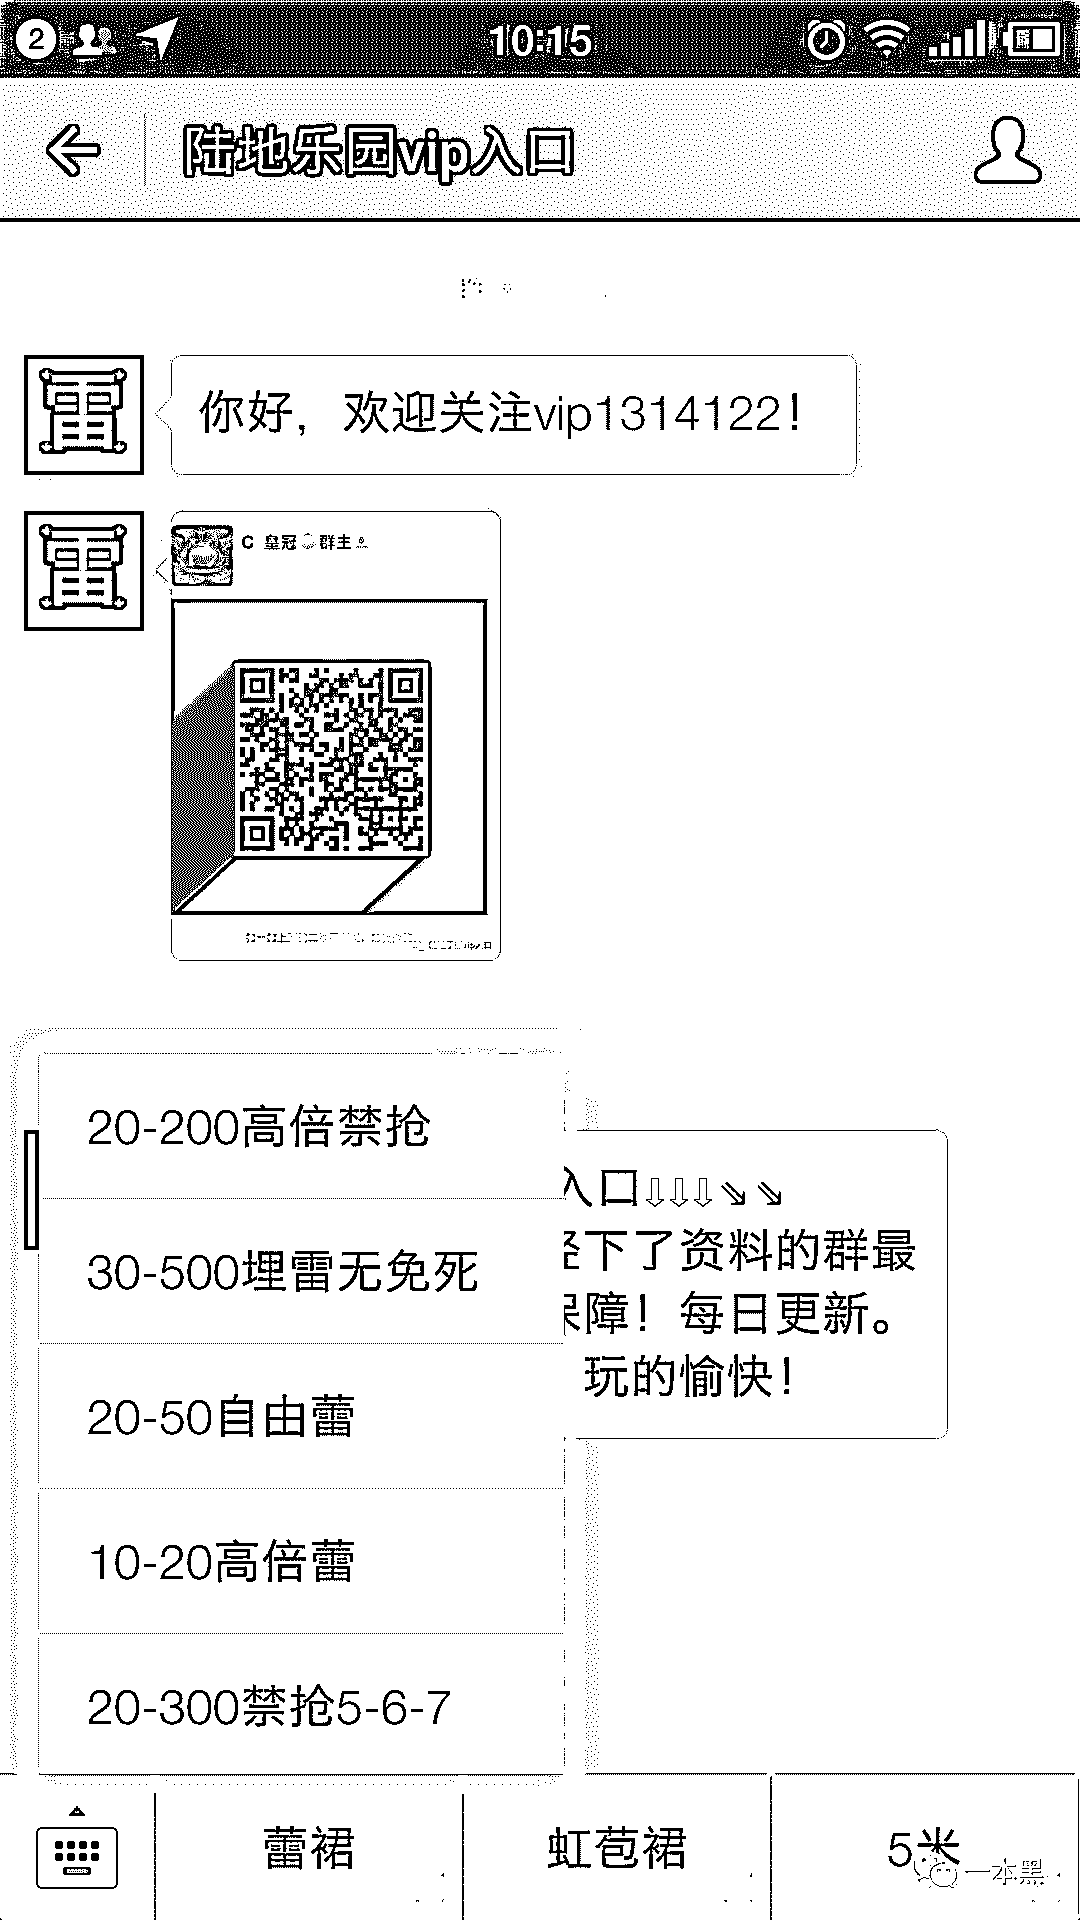 2
10:15
陆地乐园vip入口
雷
你好，欢迎关注vip1314122！
雷
C 皇冠 群主
20-200高倍禁抢
30-500埋雷无免死
20-50自由蕾
10-20高倍蕾
20-300禁抢5-6-7
入口⇩⇩⇩⇘⇘
下了资料的群最
障！每日更新。
玩的愉快！
蕾裙
虹苞裙
5米
一本黑